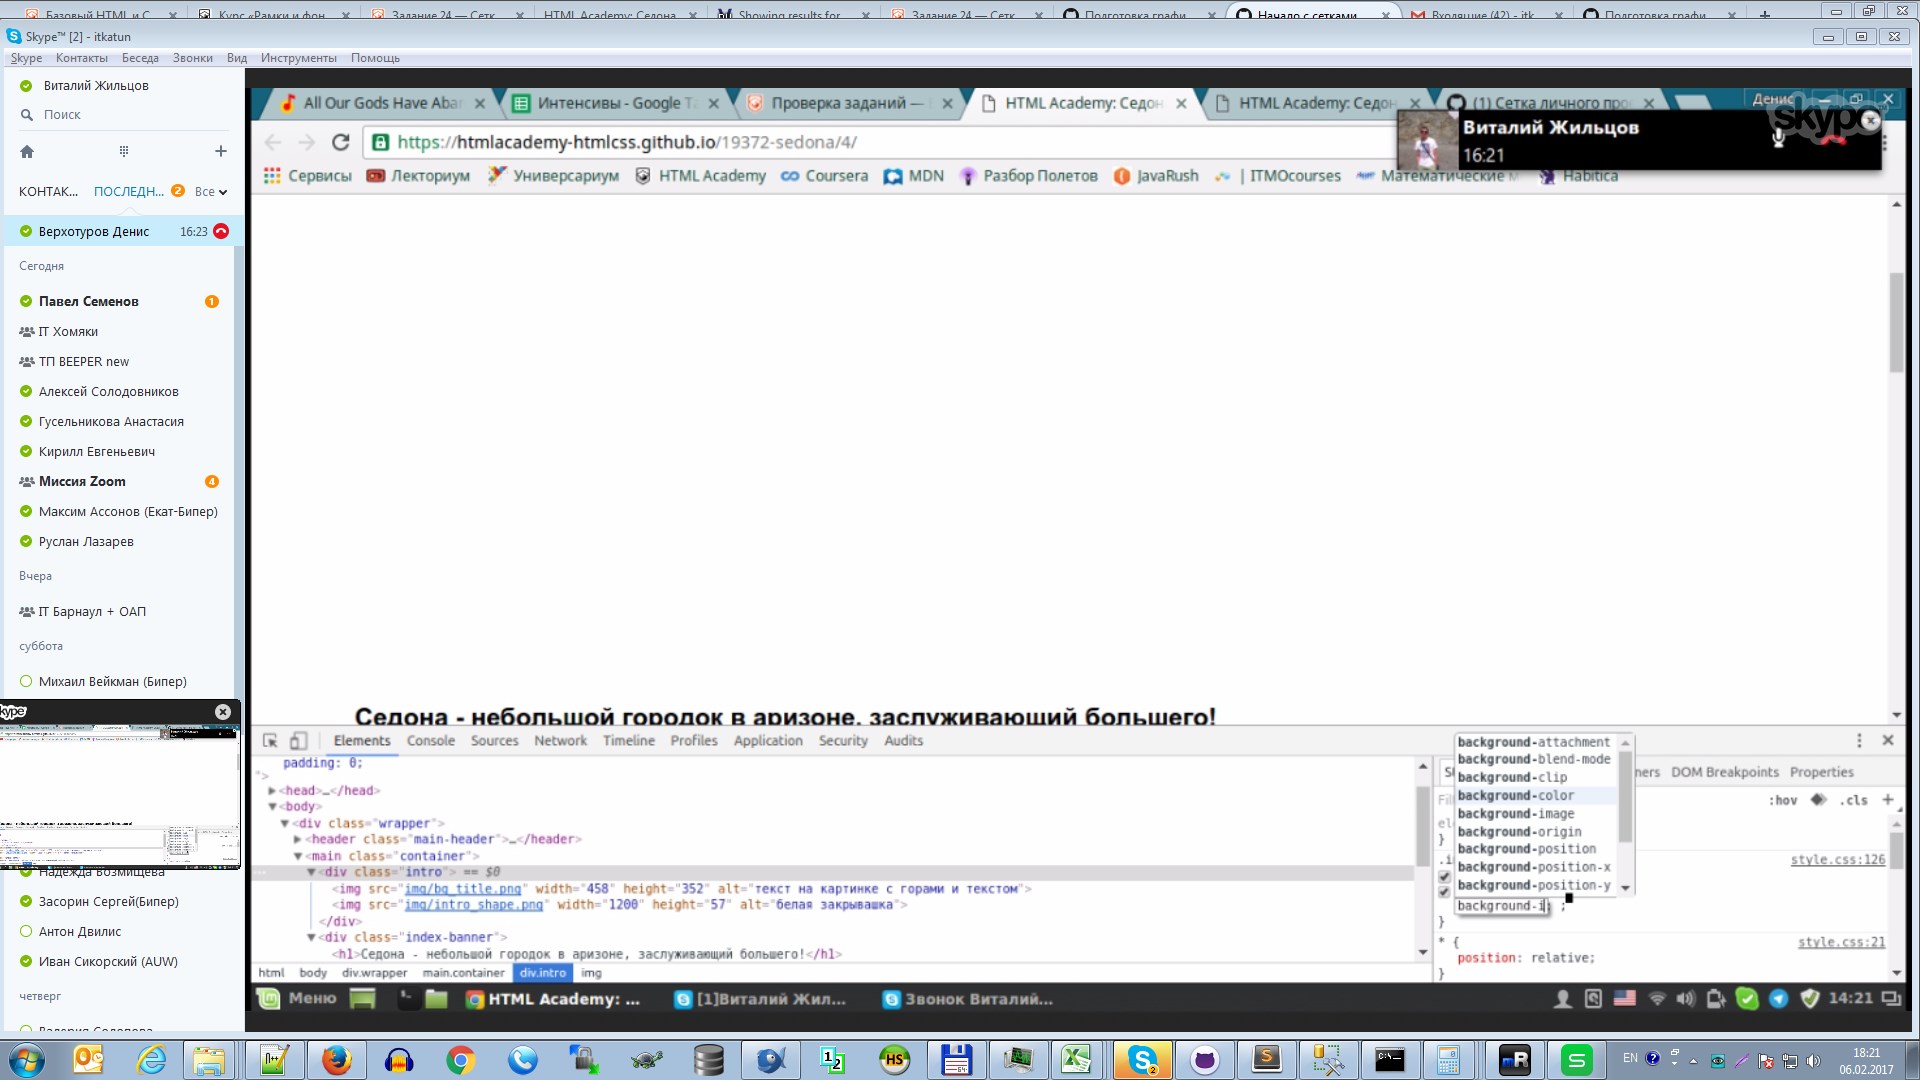 Базовый HTML и C
Курс «Рамки и фон
Задание 24 — Сетк
HTML Academy: Седона
Showing results for
Задание 24 — Сетк
Подготовка графи
Начало с сетками
Входящие (42) - itk
Подготовка графи
Skype™ [2] - itkatun
Skype Контакты Беседа Звонки Вид Инструменты Помощь
Виталий Жильцов
Поиск
КОНТАК... ПОСЛЕДН... 2 Все
Верхотуров Денис 16:23
Сегодня
Павел Семенов 1
IT Хомяки
ТП BEEPER new
Алексей Солодовников
Гусельникова Анастасия
Кирилл Евгеньевич
Миссия Zoom 4
Максим Ассонов (Екат-Бипер)
Руслан Лазарев
Вчера
IT Барнаул + ОАП
суббота
Михаил Вейкман (Бипер)
Надежда Возмищева
Засорин Сергей(Бипер)
Антон Двилис
Иван Сикорский (AUW)
четверг
All Our Gods Have Aba
Интенсивы - Google Т
Проверка заданий —
HTML Academy: Седон
HTML Academy: Седон
(1) Сетка личного про
Денис
https://htmlacademy-htmlcss.github.io/19372-sedona/4/
skype
Виталий Жильцов
16:21
Сервисы Лекториум Универсариум HTML Academy Coursera MDN Разбор Полетов JavaRush | ITMOcourses Математические Habitica
Седона - небольшой городок в аризоне, заслуживающий большего!
Elements Console Sources Network Timeline Profiles Application Security Audits
padding: 0;
">
<head>…</head>
<body>
<div class="wrapper">
<header class="main-header">…</header>
<main class="container">
<div class="intro"> == $0
<img src="img/bg_title.png" width="458" height="352" alt="текст на картинке с горами и текстом">
<img src="img/intro_shape.png" width="1200" height="57" alt="белая закрывашка">
</div>
<div class="index-banner">
<h1>Седона - небольшой городок в аризоне, заслуживающий большего!</h1>
html body div.wrapper main.container div.intro img
background-attachment
background-blend-mode
background-clip
background-color
background-image
background-origin
background-position
background-position-x
background-position-y
background-i ;
DOM Breakpoints Properties
:hov .cls +
style.css:126
}
* { style.css:21
position: relative;
}
Меню HTML Academy: ... [1]Виталий Жил... Звонок Виталий... 14:21
EN 18:21
06.02.2017